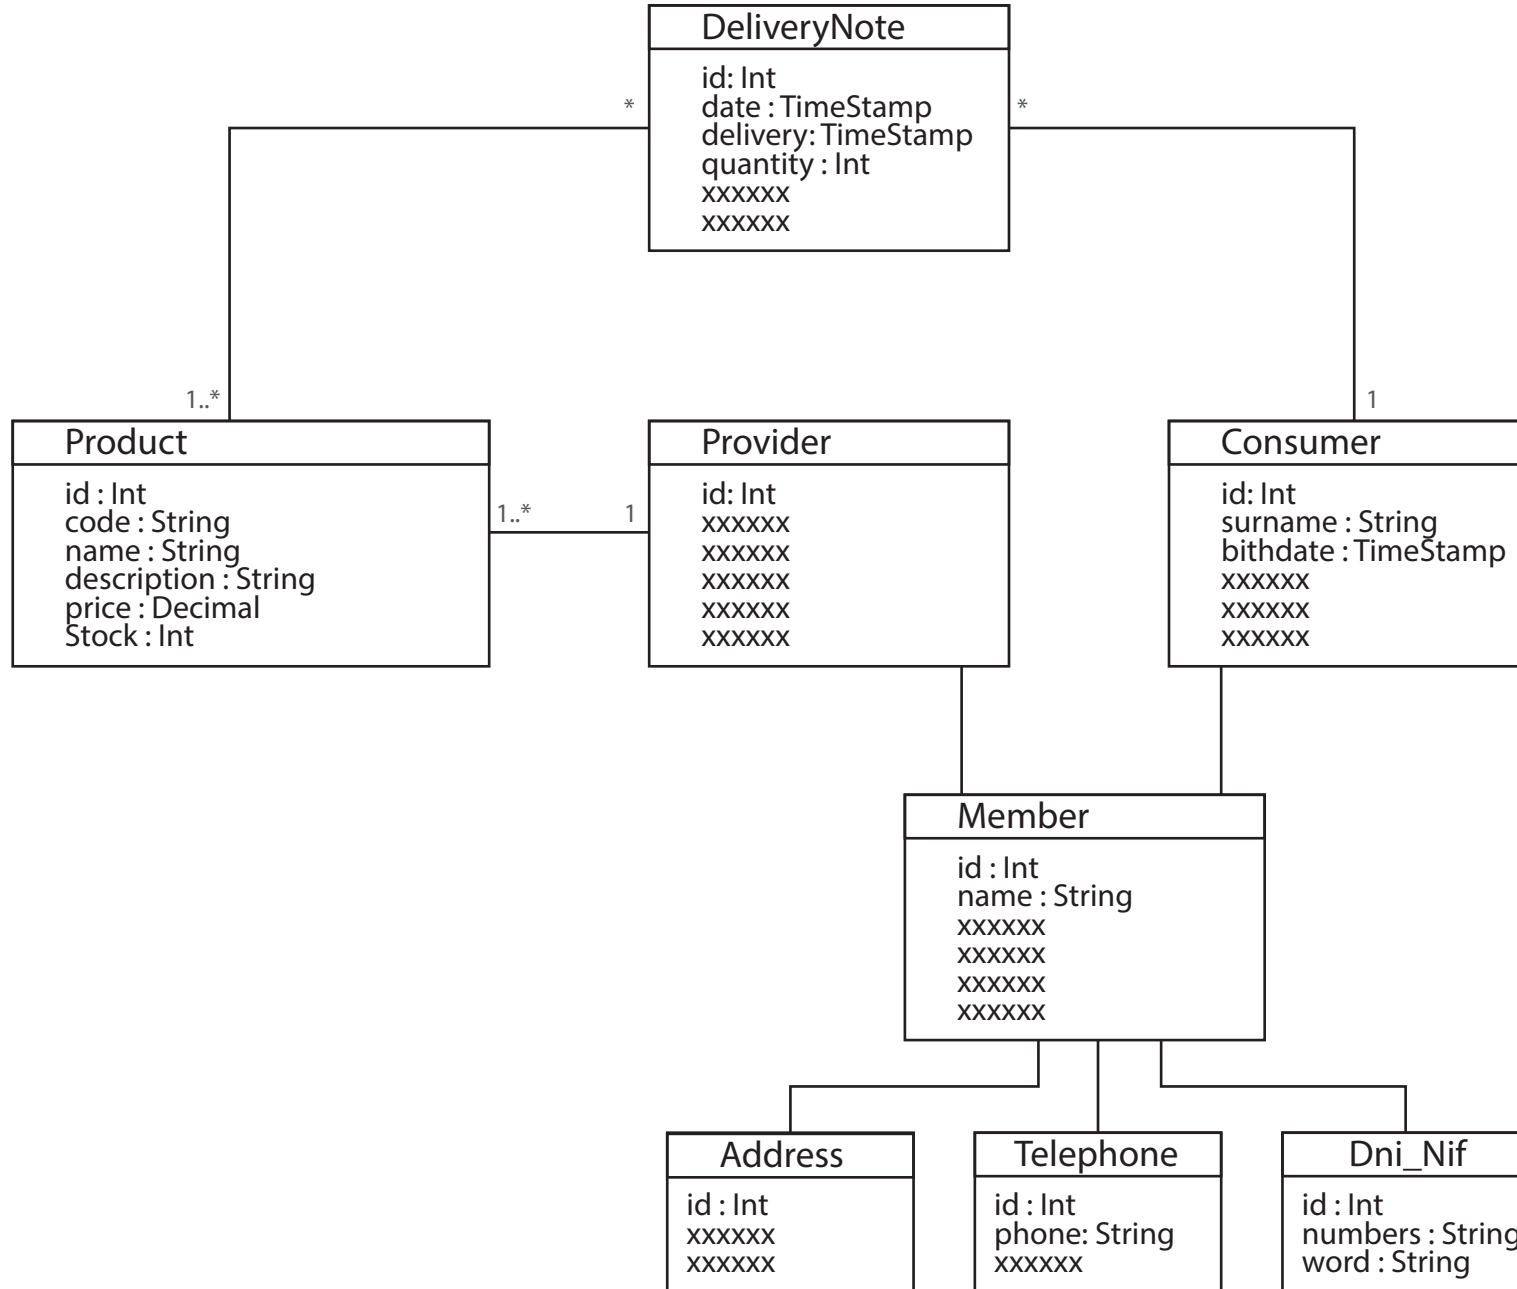 DeliveryNote
id: Int
date : TimeStamp
delivery: TimeStamp
quantity : Int
xxxxxx
xxxxxx
*
*
1..*
1
Product
id : Int
code : String
name : String
description : String
price : Decimal
Stock : Int
1..*
1
Provider
id: Int
xxxxxx
xxxxxx
xxxxxx
xxxxxx
xxxxxx
Consumer
id: Int
surname : String
bithdate : TimeStamp
xxxxxx
xxxxxx
xxxxxx
Member
id : Int
name : String
xxxxxx
xxxxxx
xxxxxx
xxxxxx
Address
id : Int
xxxxxx
xxxxxx
Telephone
id : Int
phone: String
xxxxxx
Dni_Nif
id : Int
numbers : String
word : String